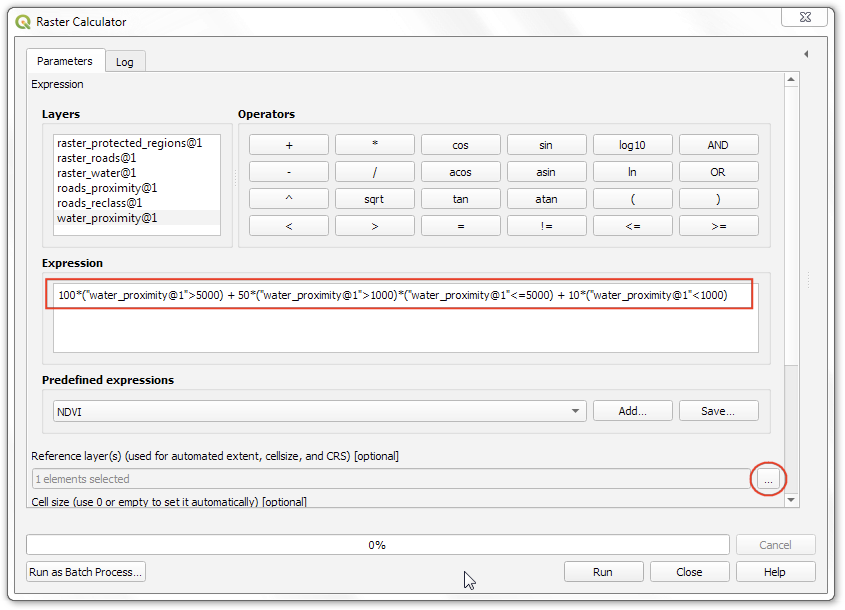 Raster Calculator
Parameters
Log
Expression
Layers
Operators
raster_protected_regions@1
raster_roads@1
raster_water@1
roads_proximity@1
roads_reclass@1
water_proximity@1
+ * cos sin log10 AND
- / acos asin ln OR
^ sqrt tan atan ( )
< > = != <= >=
Expression
100*("water_proximity@1">5000) + 50*("water_proximity@1">1000)*("water_proximity@1"<=5000) + 10*("water_proximity@1"<1000)
Predefined expressions
NDVI
Add...
Save...
Reference layer(s) (used for automated extent, cellsize, and CRS) [optional]
1 elements selected
...
Cell size (use 0 or empty to set it automatically) [optional]
0%
Cancel
Run as Batch Process...
Run
Close
Help